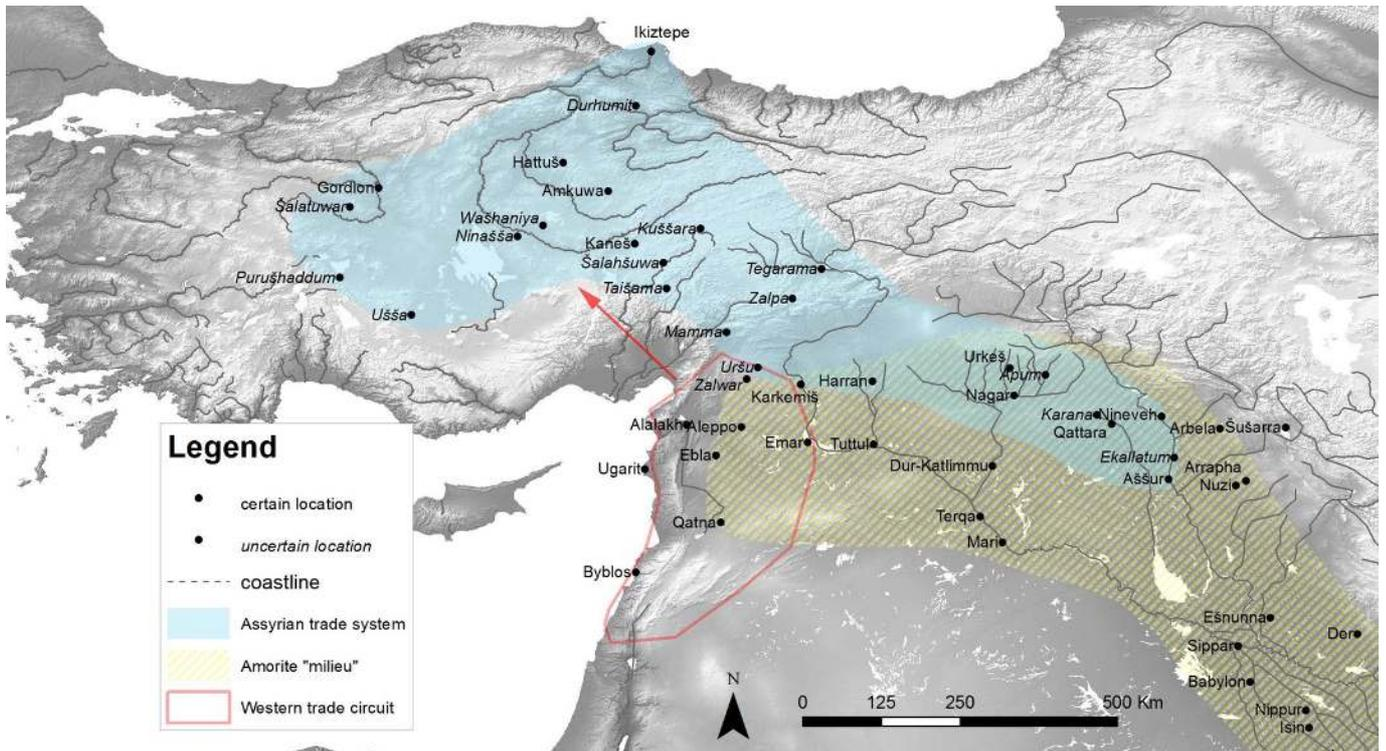 Ikiztepe
Durhumit
Hattuš
Amkuwa
Gordion
Šalatuwar
Wašhaniya
Ninašša
Kuššara
Kaneš
Šalahšuwa
Tegarama
Purušhaddum
Taišama
Zalpa
Ušša
Mamma
Uršu
Zalwar
Karkemiš
Harran
Urkeš
Apum
Nagar
Karana
Nineveh
Qattara
Arbela
Šušarra
Alalakh
Aleppo
Emar
Tuttul
Ebla
Ekallatum
Ugarit
Dur-Katlimmu
Aššur
Arrapha
Nuzi
Qatna
Terqa
Mari
Byblos
Ešnunna
Der
Sippar
Babylon
Nippur
Isin
Legend
certain location
uncertain location
coastline
Assyrian trade system
Amorite "milieu"
Western trade circuit
N
0 125 250 500 Km